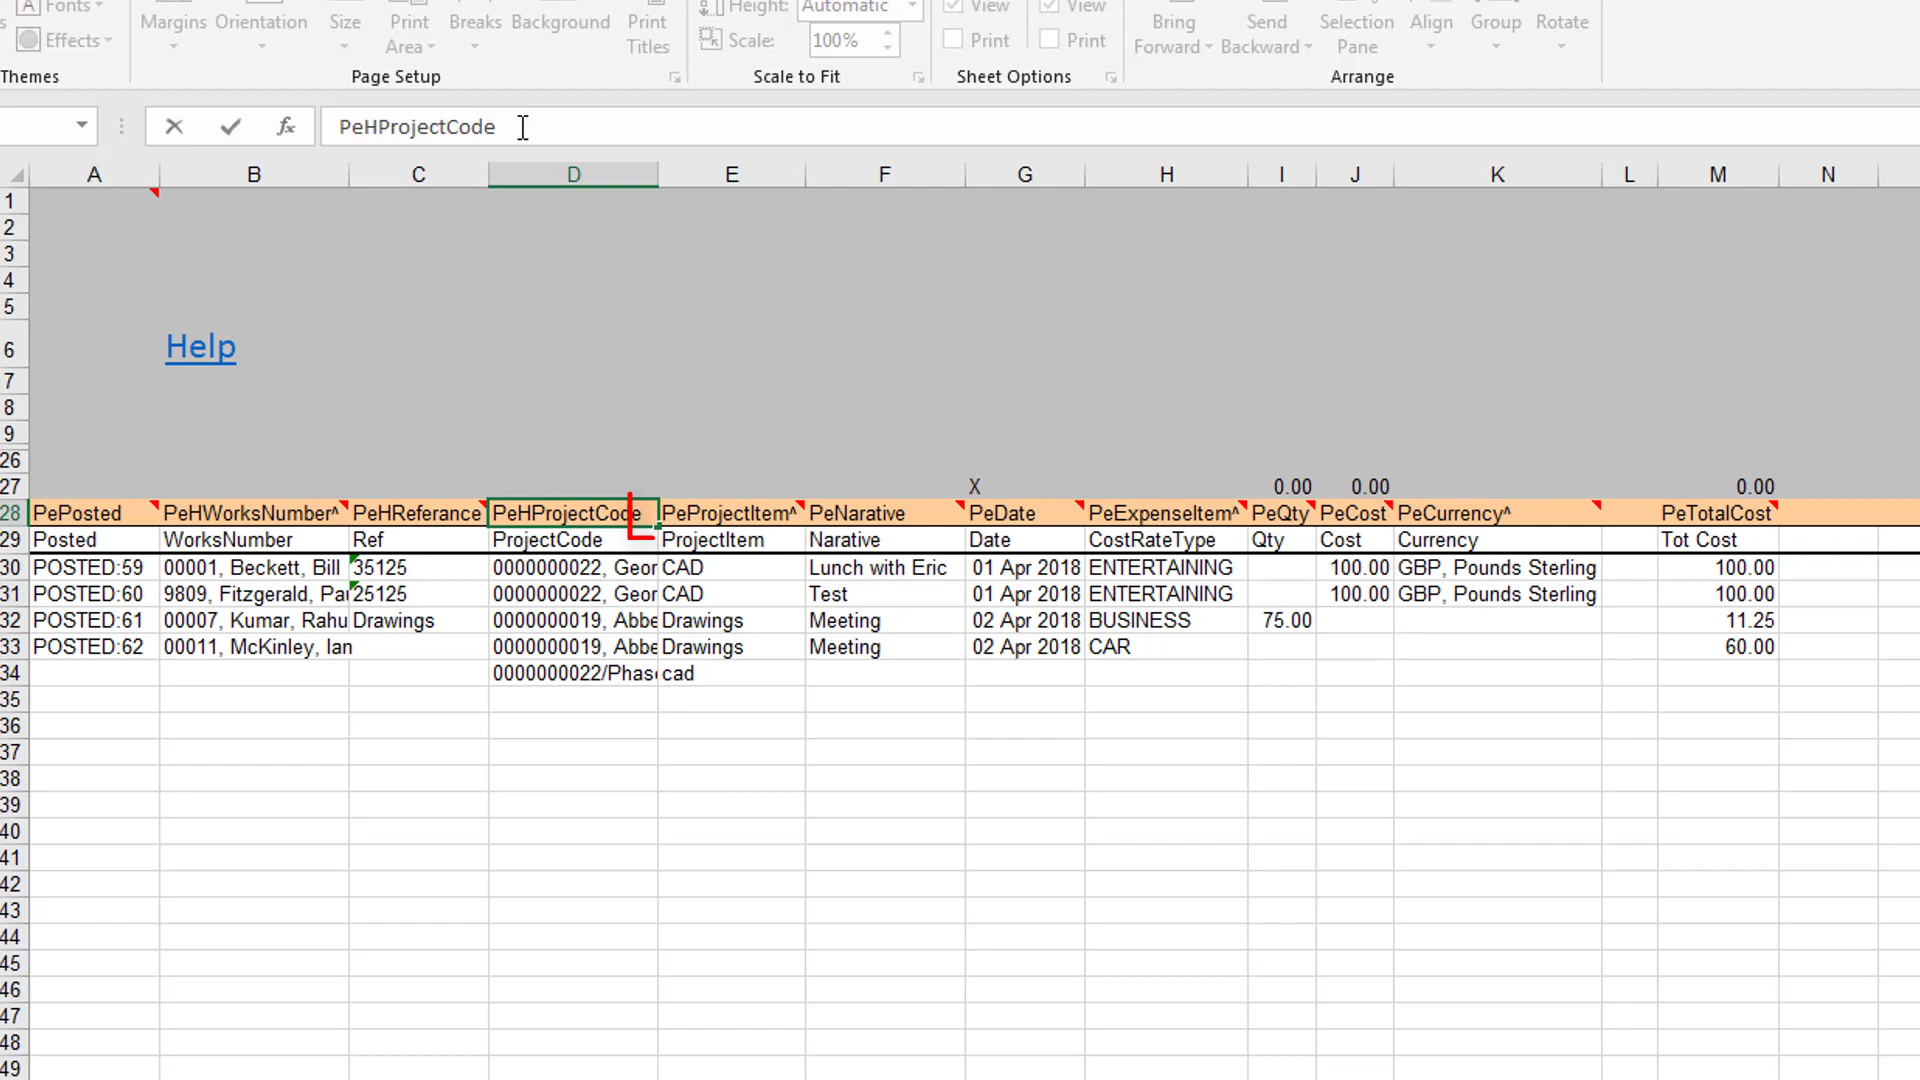 Fonts
Effects
Themes
Margins Orientation Size Print Area Breaks Background Print Titles
Page Setup
Height: Automatic
Scale: 100%
Scale to Fit
View View
Print Print
Sheet Options
Bring Forward Send Backward Selection Pane Align Group Rotate
Arrange
fx PeHProjectCode
A B C D E F G H I J K L M N
1
2
3
4
5
6 Help
7
8
9
26
27 X 0.00 0.00 0.00
28 PePosted PeHWorksNumber^ PeHReferance PeHProjectCode PeProjectItem^ PeNarative PeDate PeExpenseItem^ PeQty PeCost PeCurrency^ PeTotalCost
29 Posted WorksNumber Ref ProjectCode ProjectItem Narative Date CostRateType Qty Cost Currency Tot Cost
30 POSTED:59 00001, Beckett, Bill 35125 0000000022, Geor CAD Lunch with Eric 01 Apr 2018 ENTERTAINING 100.00 GBP, Pounds Sterling 100.00
31 POSTED:60 9809, Fitzgerald, Pau 25125 0000000022, Geor CAD Test 01 Apr 2018 ENTERTAINING 100.00 GBP, Pounds Sterling 100.00
32 POSTED:61 00007, Kumar, Rahu Drawings 0000000019, Abbe Drawings Meeting 02 Apr 2018 BUSINESS 75.00 11.25
33 POSTED:62 00011, McKinley, Ian 0000000019, Abbe Drawings Meeting 02 Apr 2018 CAR 60.00
34 0000000022/Phase cad
35
36
37
38
39
40
41
42
43
44
45
46
47
48
49